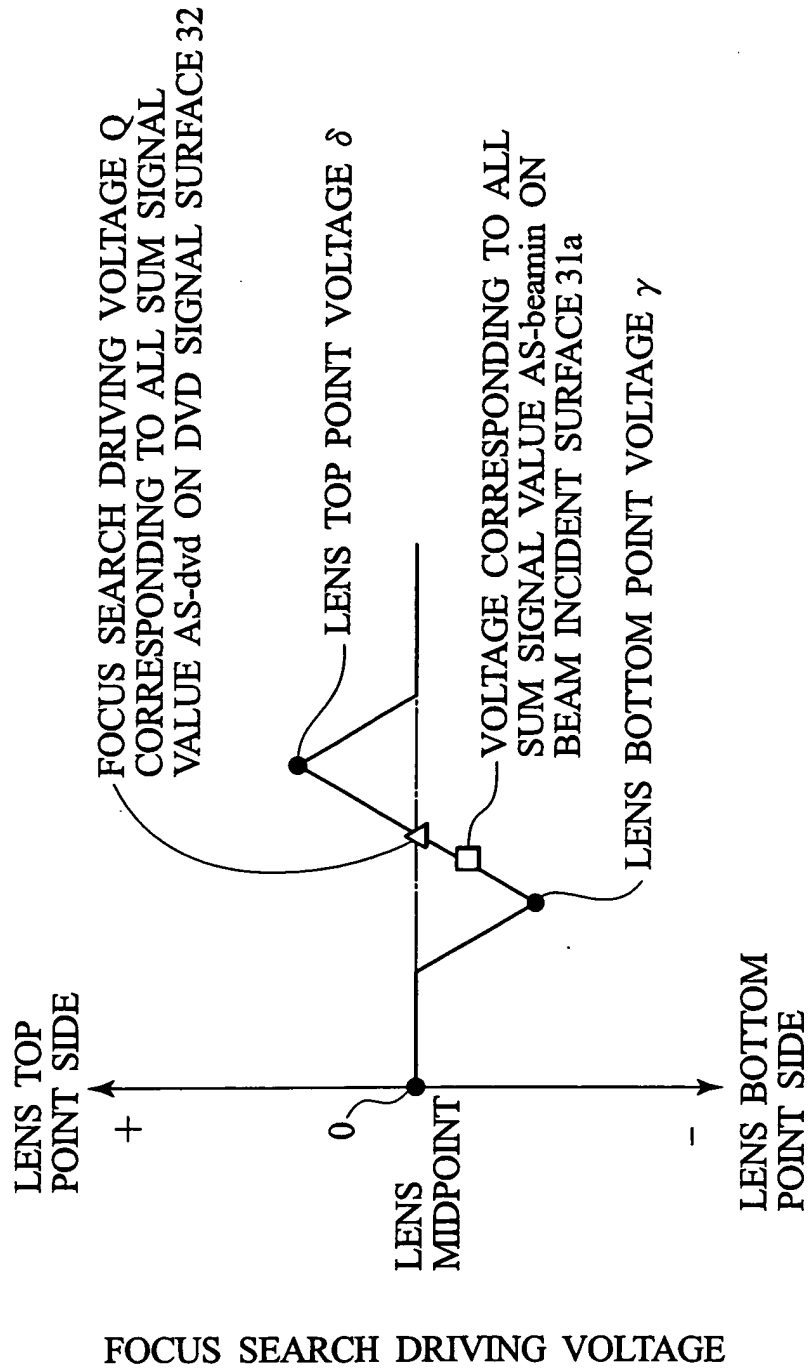 FOCUS SEARCH DRIVING VOLTAGE
LENS TOP
POINT SIDE
+
0
LENS
MIDPOINT
−
LENS BOTTOM
POINT SIDE
FOCUS SEARCH DRIVING VOLTAGE Q
CORRESPONDING TO ALL SUM SIGNAL
VALUE AS-dvd ON DVD SIGNAL SURFACE 32
LENS TOP POINT VOLTAGE δ
VOLTAGE CORRESPONDING TO ALL
SUM SIGNAL VALUE AS-beamin ON
BEAM INCIDENT SURFACE 31a
LENS BOTTOM POINT VOLTAGE γ